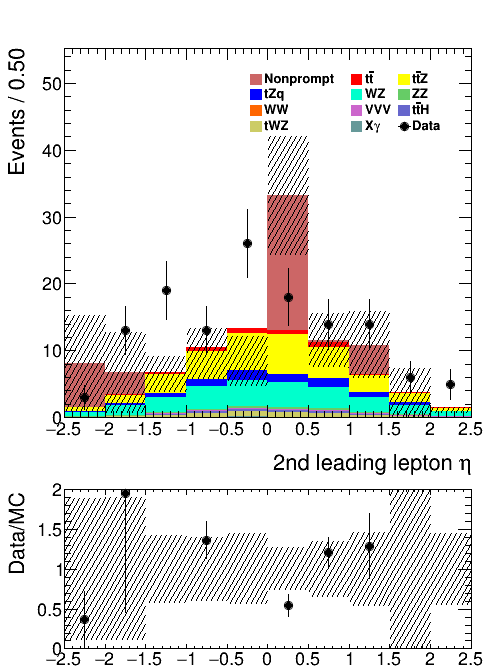 Events / 0.50
50
40
30
20
10
0
Nonprompt tt̄ tt̄Z
tZq WZ ZZ
WW VVV tt̄H
tWZ Xγ Data
−2.5 −2 −1.5 −1 −0.5 0 0.5 1 1.5 2 2.5
2nd leading lepton η
Data/MC
2
1.5
1
0.5
0
−2.5 −2 −1.5 −1 −0.5 0 0.5 1 1.5 2 2.5